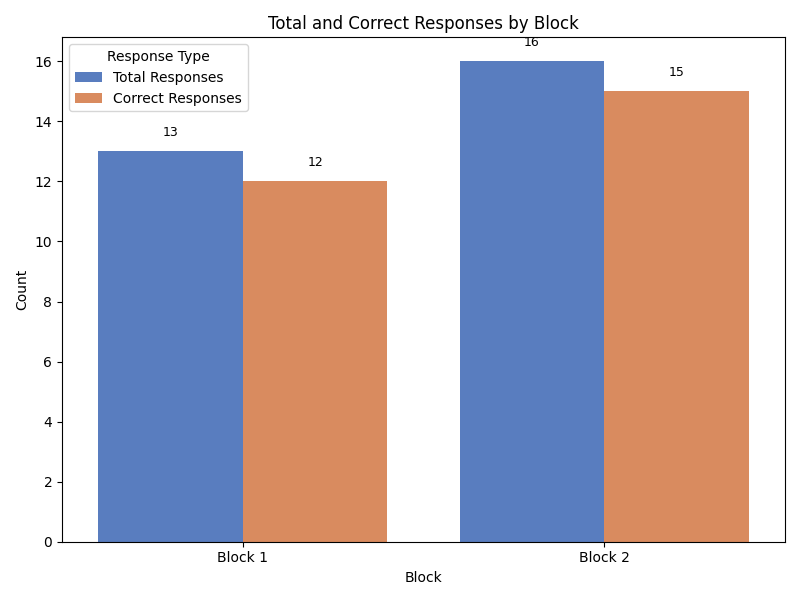 Total and Correct Responses by Block
Response Type
Total Responses
Correct Responses
16
15
13
12
16
14
12
10
8
6
4
2
0
Count
Block 1
Block 2
Block